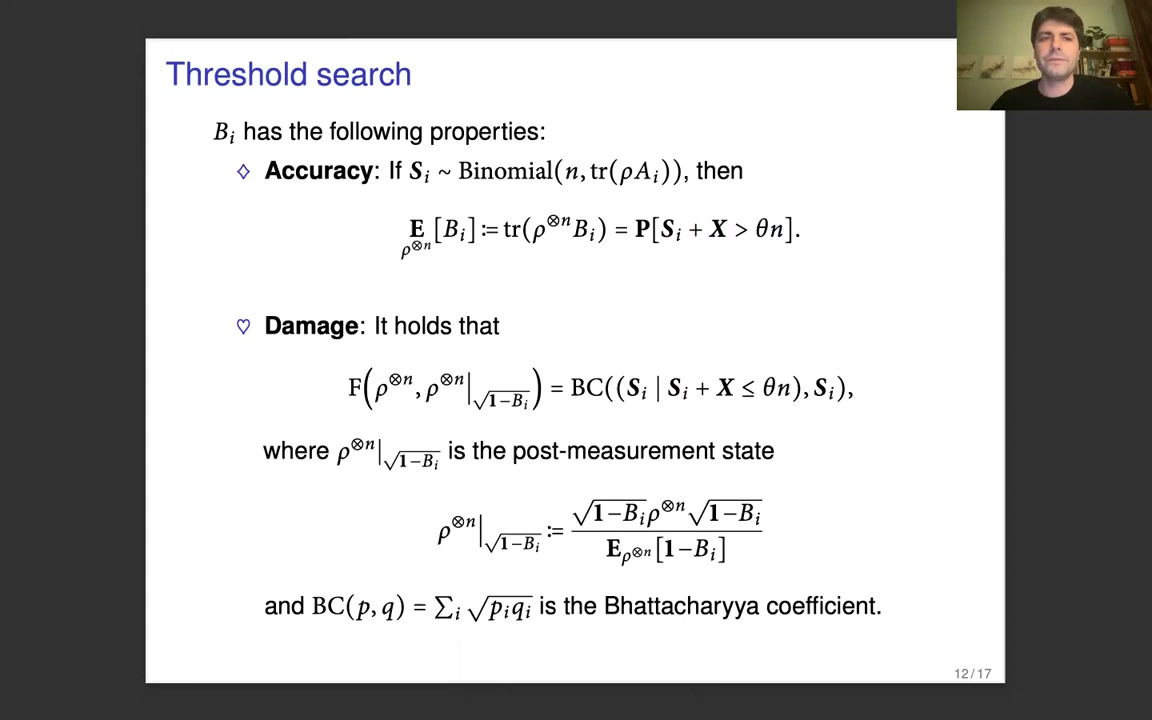 Threshold search
B_i has the following properties:
♢ Accuracy: If S_i ~ Binomial(n, tr(ρA_i)), then
E_{ρ^{⊗n}}[B_i] := tr(ρ^{⊗n}B_i) = P[S_i + X > θn].
♡ Damage: It holds that
F(ρ^{⊗n}, ρ^{⊗n}|_{√(1−B_i)}) = BC((S_i | S_i + X ≤ θn), S_i),
where ρ^{⊗n}|_{√(1−B_i)} is the post-measurement state
ρ^{⊗n}|_{√(1−B_i)} := (√(1−B_i) ρ^{⊗n} √(1−B_i)) / (E_{ρ^{⊗n}}[1−B_i])
and BC(p, q) = Σ_i √(p_i q_i) is the Bhattacharyya coefficient.
12/17